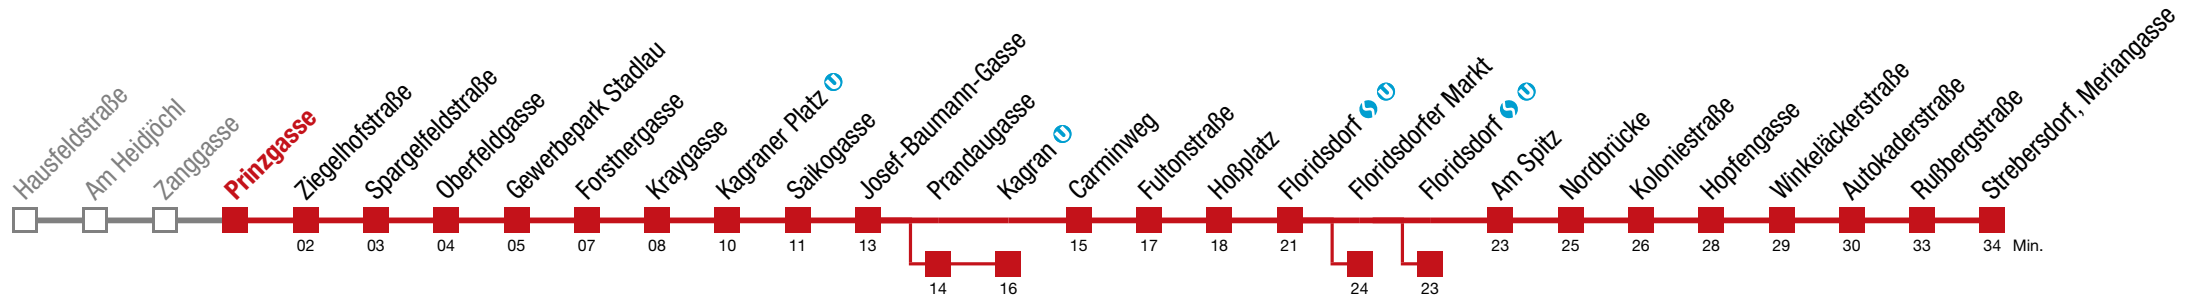 Hausfeldstraße
Am Heidjöchl
Zanggasse
Prinzgasse
Ziegelhofstraße
Spargelfeldstraße
Oberfeldgasse
Gewerbepark Stadlau
Forstnergasse
Kraygasse
Kagraner Platz U
Saikogasse
Josef-Baumann-Gasse
Prandaugasse
Kagran U
Carminweg
Fultonstraße
Hoßplatz
Floridsdorf S U
Floridsdorfer Markt
Floridsdorf S U
Am Spitz
Nordbrücke
Koloniestraße
Hopfengasse
Winkeläckerstraße
Autokaderstraße
Rußbergstraße
Strebersdorf, Meriangasse
02 03 04 05 07 08 10 11 13 15 17 18 21 23 25 26 28 29 30 33 34 Min.
14 16 24 23